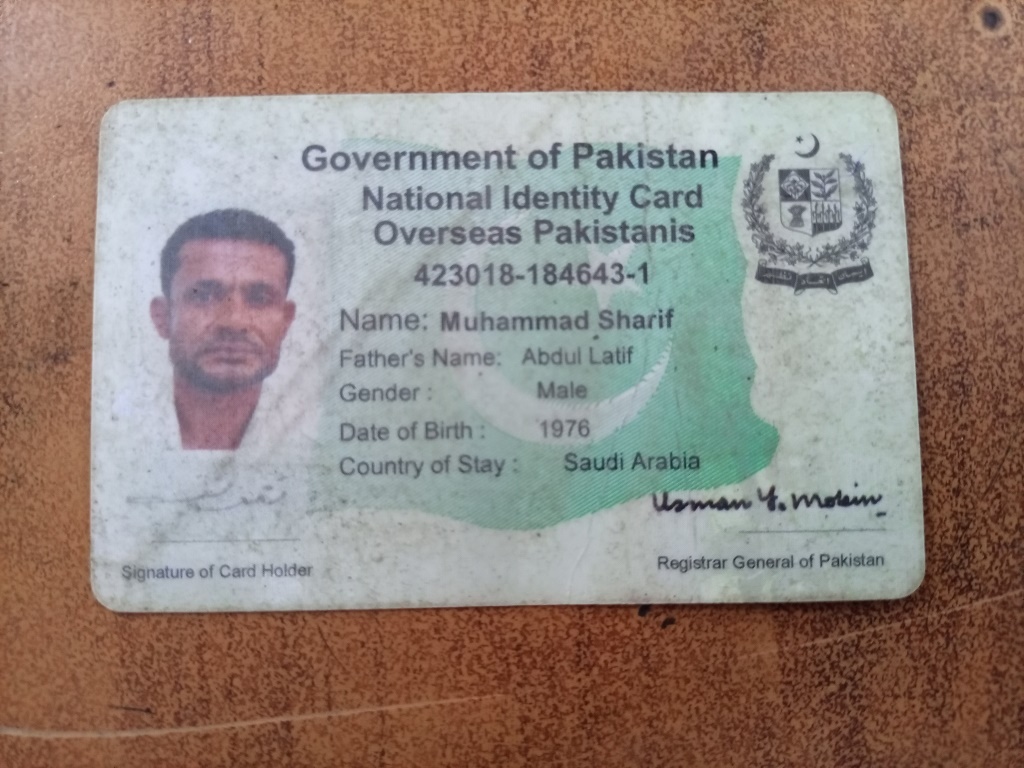 Government of Pakistan
National Identity Card
Overseas Pakistanis
423018-184643-1
Name: Muhammad Sharif
Father's Name: Abdul Latif
Gender : Male
Date of Birth : 1976
Country of Stay : Saudi Arabia
Usman Y. Mobin
Signature of Card Holder
Registrar General of Pakistan